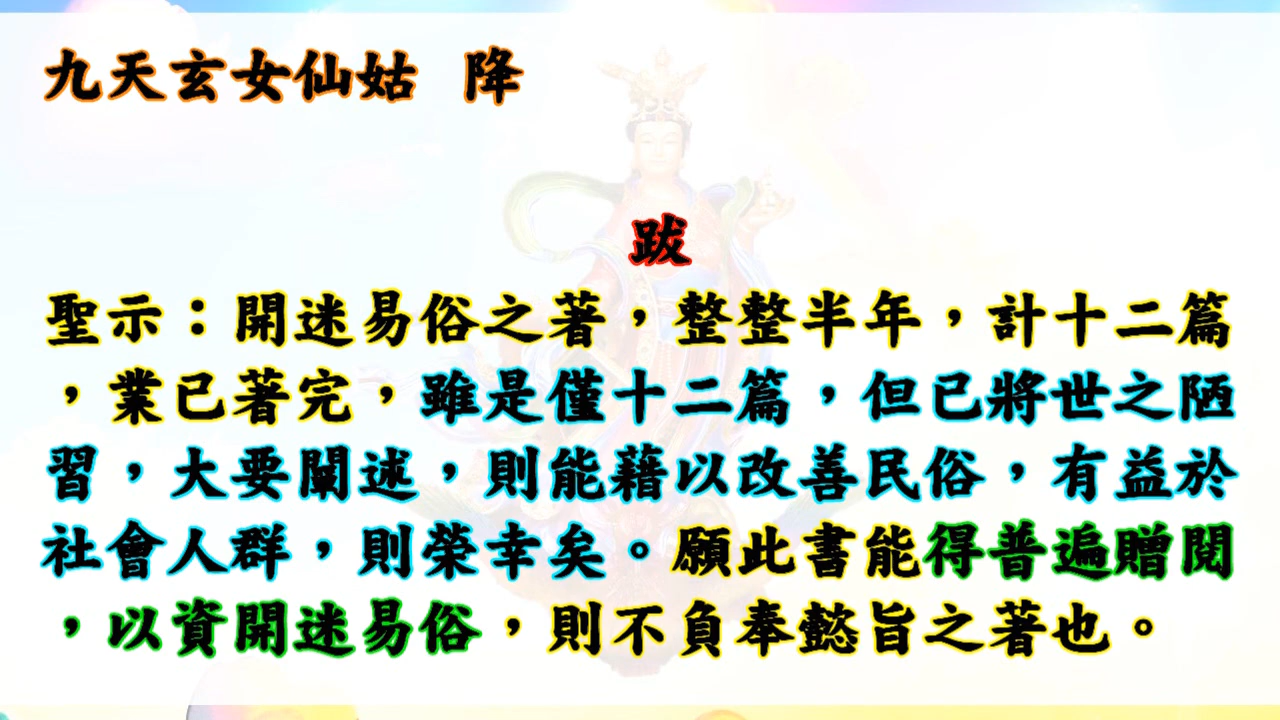 九天玄女仙姑 降
跋
聖示：開迷易俗之著，整整半年，計十二篇
，業已著完，雖是僅十二篇，但已將世之陋
習，大要闡述，則能藉以改善民俗，有益於
社會人群，則榮幸矣。願此書能得普遍贈閱
，以資開迷易俗，則不負奉懿旨之著也。